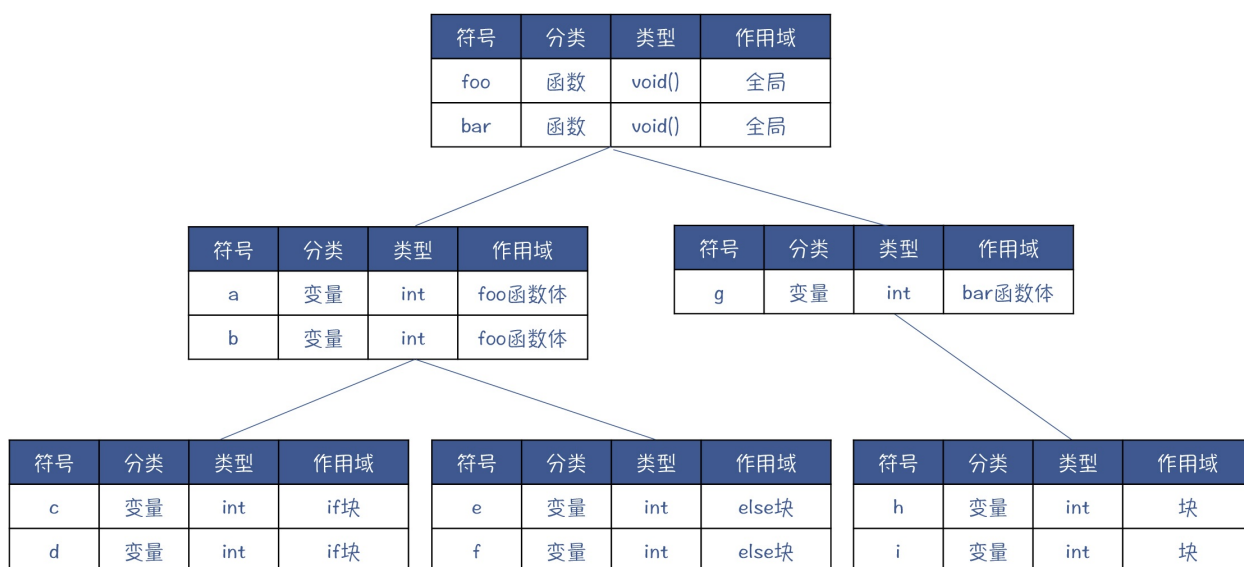 符号 分类 类型 作用域
foo 函数 void() 全局
bar 函数 void() 全局
符号 分类 类型 作用域
a 变量 int foo函数体
b 变量 int foo函数体
符号 分类 类型 作用域
g 变量 int bar函数体
符号 分类 类型 作用域
c 变量 int if块
d 变量 int if块
符号 分类 类型 作用域
e 变量 int else块
f 变量 int else块
符号 分类 类型 作用域
h 变量 int 块
i 变量 int 块